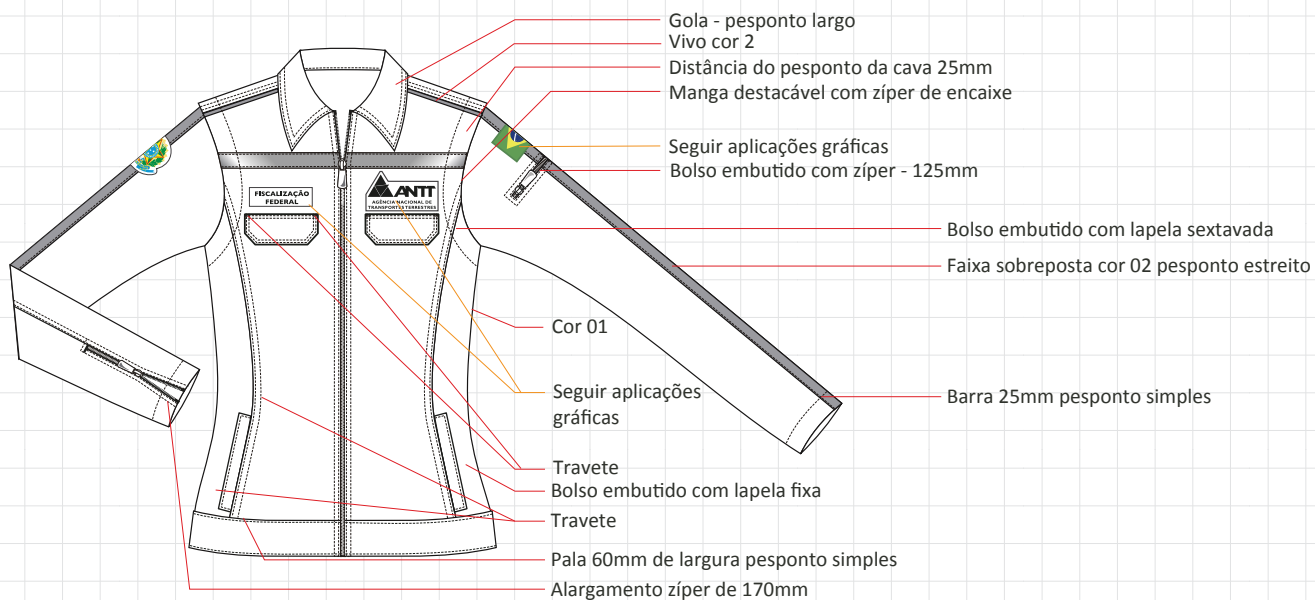 Gola - pesponto largo
Vivo cor 2
Distância do pesponto da cava 25mm
Manga destacável com zíper de encaixe
Seguir aplicações gráficas
Bolso embutido com zíper - 125mm
FISCALIZAÇÃO
FEDERAL
ANTT
AGÊNCIA NACIONAL DE
TRANSPORTES TERRESTRES
Bolso embutido com lapela sextavada
Faixa sobreposta cor 02 pesponto estreito
Cor 01
Seguir aplicações
gráficas
Barra 25mm pesponto simples
Travete
Bolso embutido com lapela fixa
Travete
Pala 60mm de largura pesponto simples
Alargamento zíper de 170mm